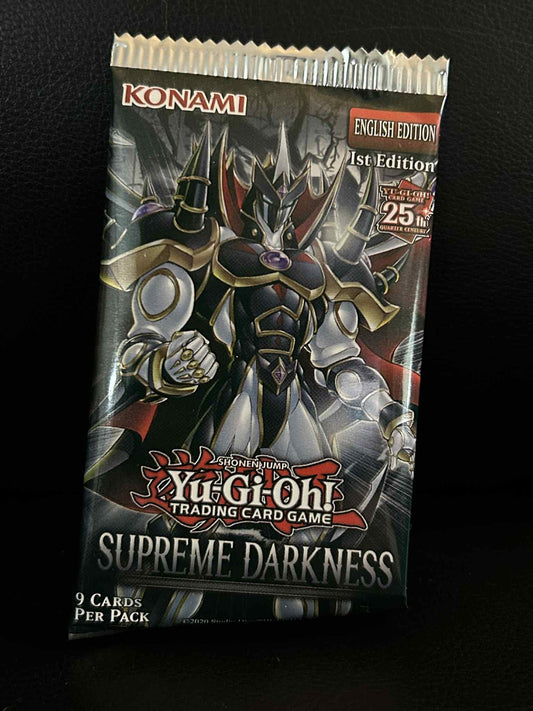 KONAMI
ENGLISH EDITION
1st Edition
YU-GI-OH!
CARD GAME
25th
QUARTER CENTURY
SHONEN JUMP
Yu-Gi-Oh!
TRADING CARD GAME
SUPREME DARKNESS
9 CARDS
PER PACK
©2020 Studio